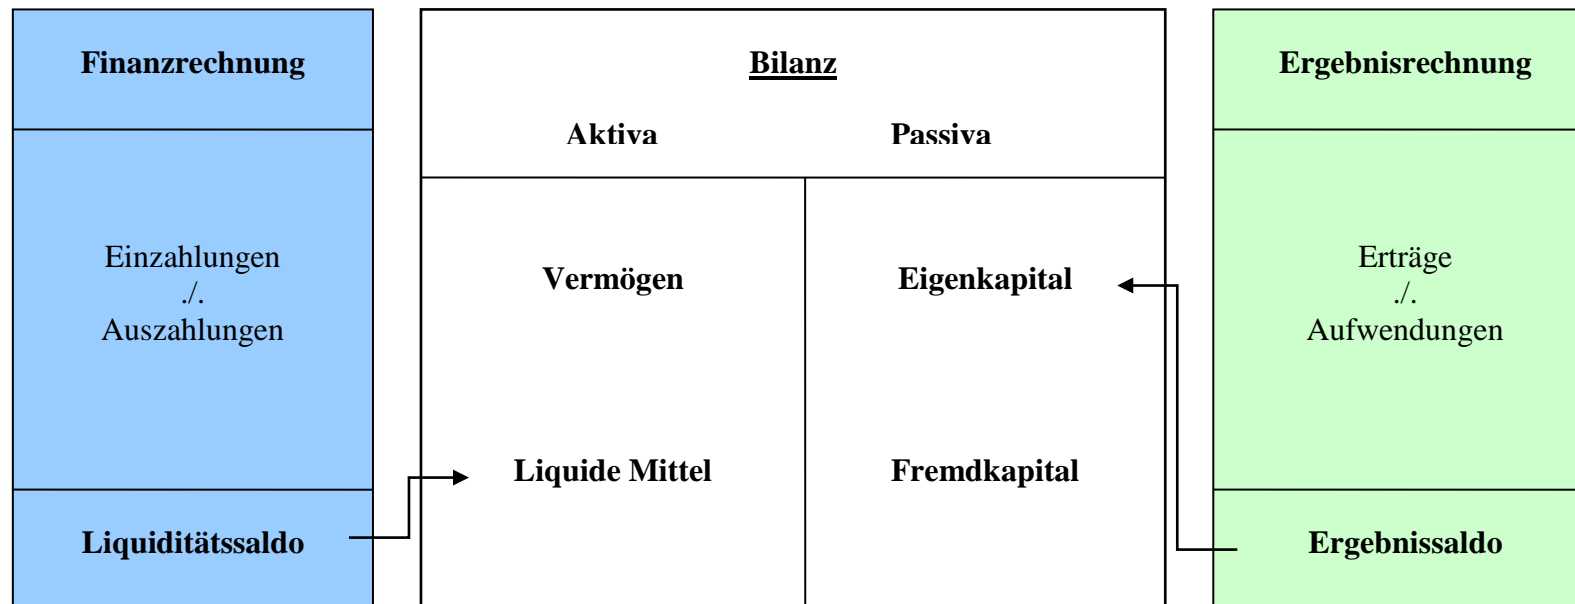 Finanzrechnung
Einzahlungen
./.
Auszahlungen
Liquiditätssaldo
Bilanz
Aktiva Passiva
Vermögen Eigenkapital
Liquide Mittel Fremdkapital
Ergebnisrechnung
Erträge
./.
Aufwendungen
Ergebnissaldo